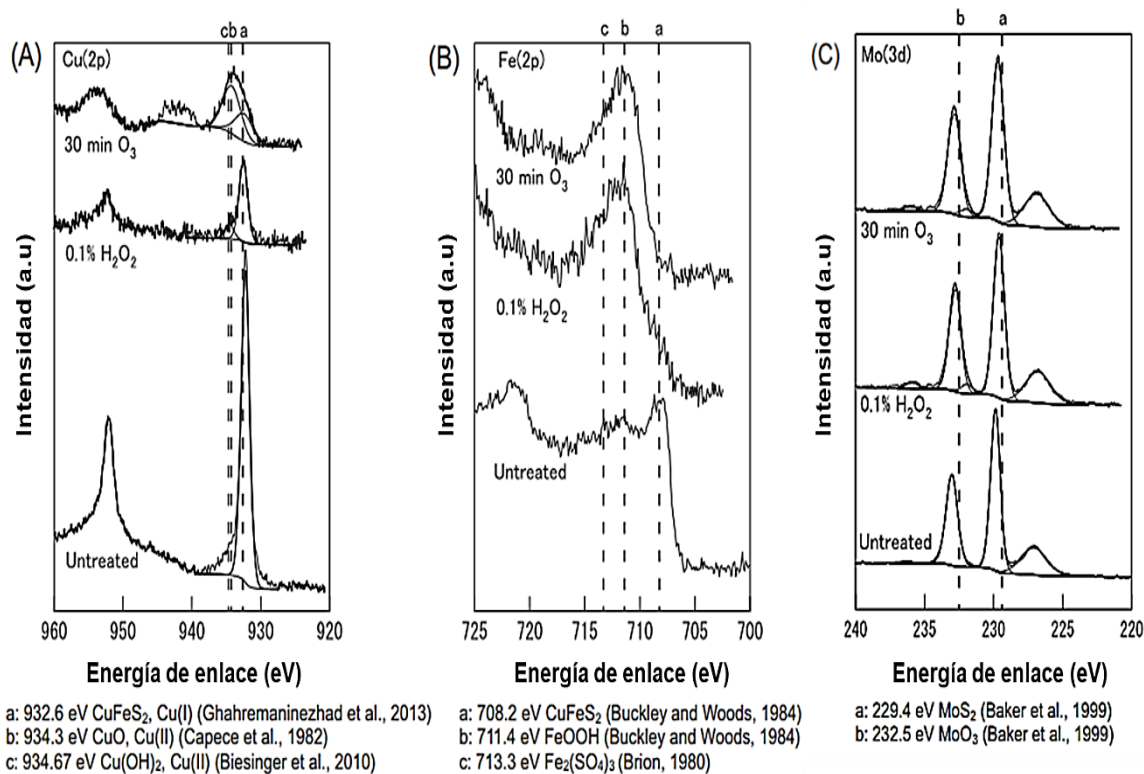 (A)
cb a
Cu(2p)
30 min O₃
0.1% H₂O₂
Untreated
Intensidad (a.u)
960 950 940 930 920
Energía de enlace (eV)
a: 932.6 eV CuFeS₂, Cu(I) (Ghahremaninezhad et al., 2013)
b: 934.3 eV CuO, Cu(II) (Capece et al., 1982)
c: 934.67 eV Cu(OH)₂, Cu(II) (Biesinger et al., 2010)
(B)
c b a
Fe(2p)
30 min O₃
0.1% H₂O₂
Untreated
Intensidad (a.u)
725 720 715 710 705 700
Energía de enlace (eV)
a: 708.2 eV CuFeS₂ (Buckley and Woods, 1984)
b: 711.4 eV FeOOH (Buckley and Woods, 1984)
c: 713.3 eV Fe₂(SO₄)₃ (Brion, 1980)
(C)
b a
Mo(3d)
30 min O₃
0.1% H₂O₂
Untreated
Intensidad (a.u)
240 235 230 225 220
Energía de enlace (eV)
a: 229.4 eV MoS₂ (Baker et al., 1999)
b: 232.5 eV MoO₃ (Baker et al., 1999)